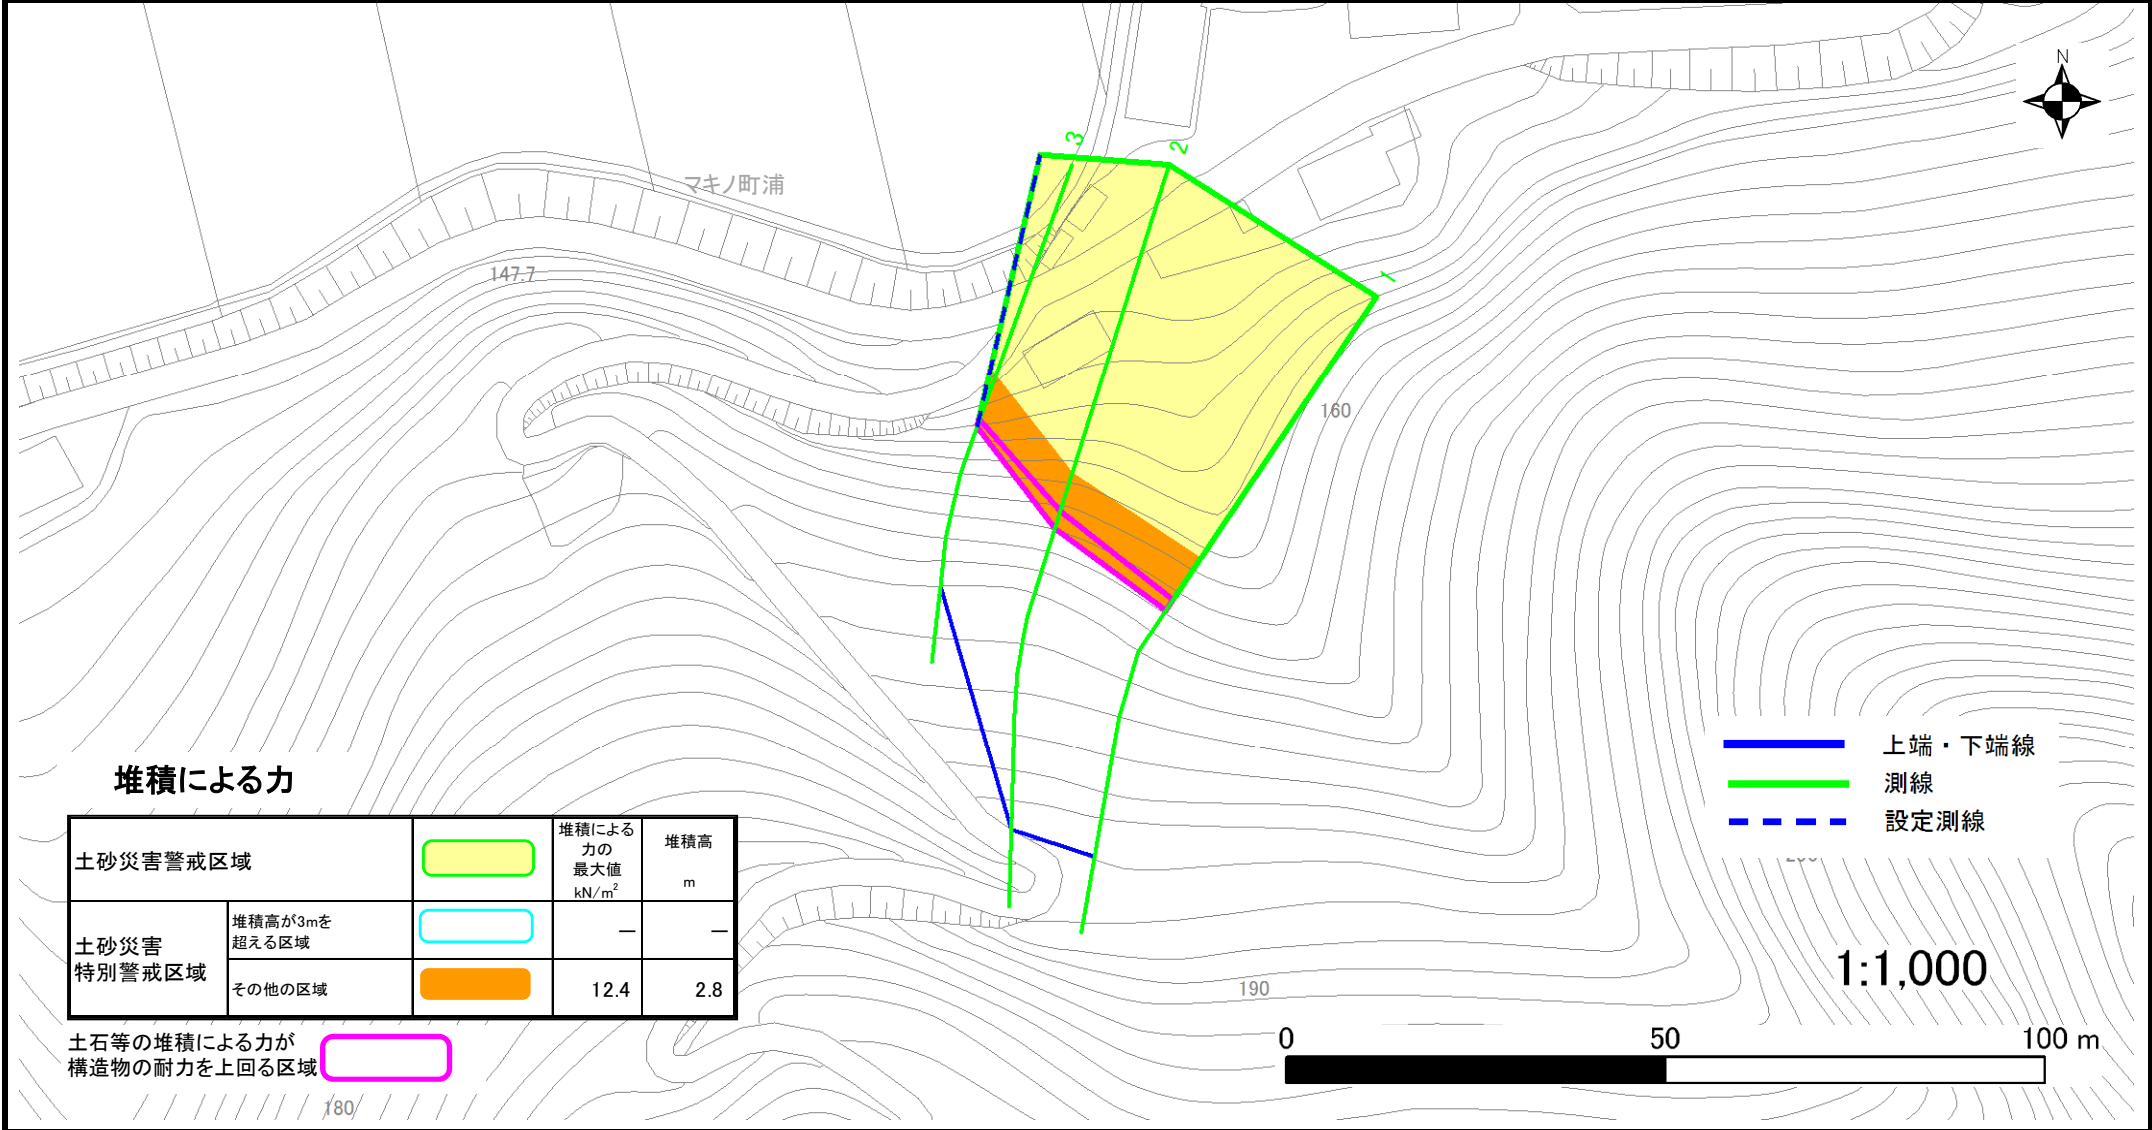 N
3
2
1
マキノ町浦
147.7
160
堆積による力
土砂災害警戒区域
堆積による
力の
最大値
kN/m²
堆積高
m
土砂災害
特別警戒区域
堆積高が3mを
超える区域
—
—
その他の区域
12.4
2.8
土石等の堆積による力が
構造物の耐力を上回る区域
180
190
上端・下端線
測線
設定測線
1:1,000
0
50
100 m